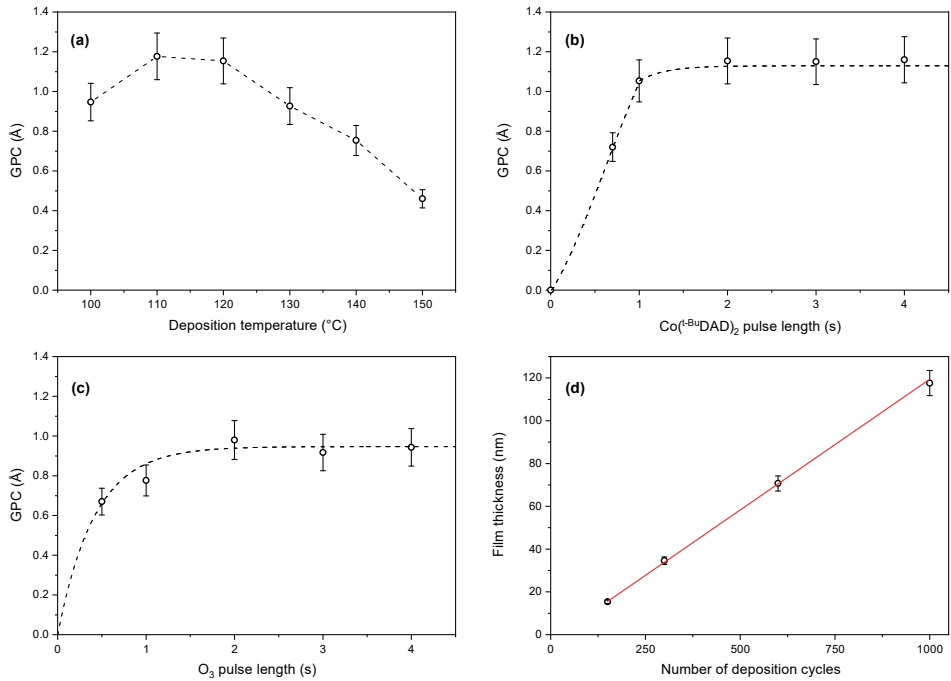 (a)
GPC (Å)
1.4
1.2
1.0
0.8
0.6
0.4
0.2
0.0
100 110 120 130 140 150
Deposition temperature (°C)
(b)
GPC (Å)
1.4
1.2
1.0
0.8
0.6
0.4
0.2
0.0
0 1 2 3 4
Co(ᵗ⁻ᴮᵘDAD)₂ pulse length (s)
(c)
GPC (Å)
1.4
1.2
1.0
0.8
0.6
0.4
0.2
0.0
0 1 2 3 4
O₃ pulse length (s)
(d)
Film thickness (nm)
120
100
80
60
40
20
0
0 250 500 750 1000
Number of deposition cycles